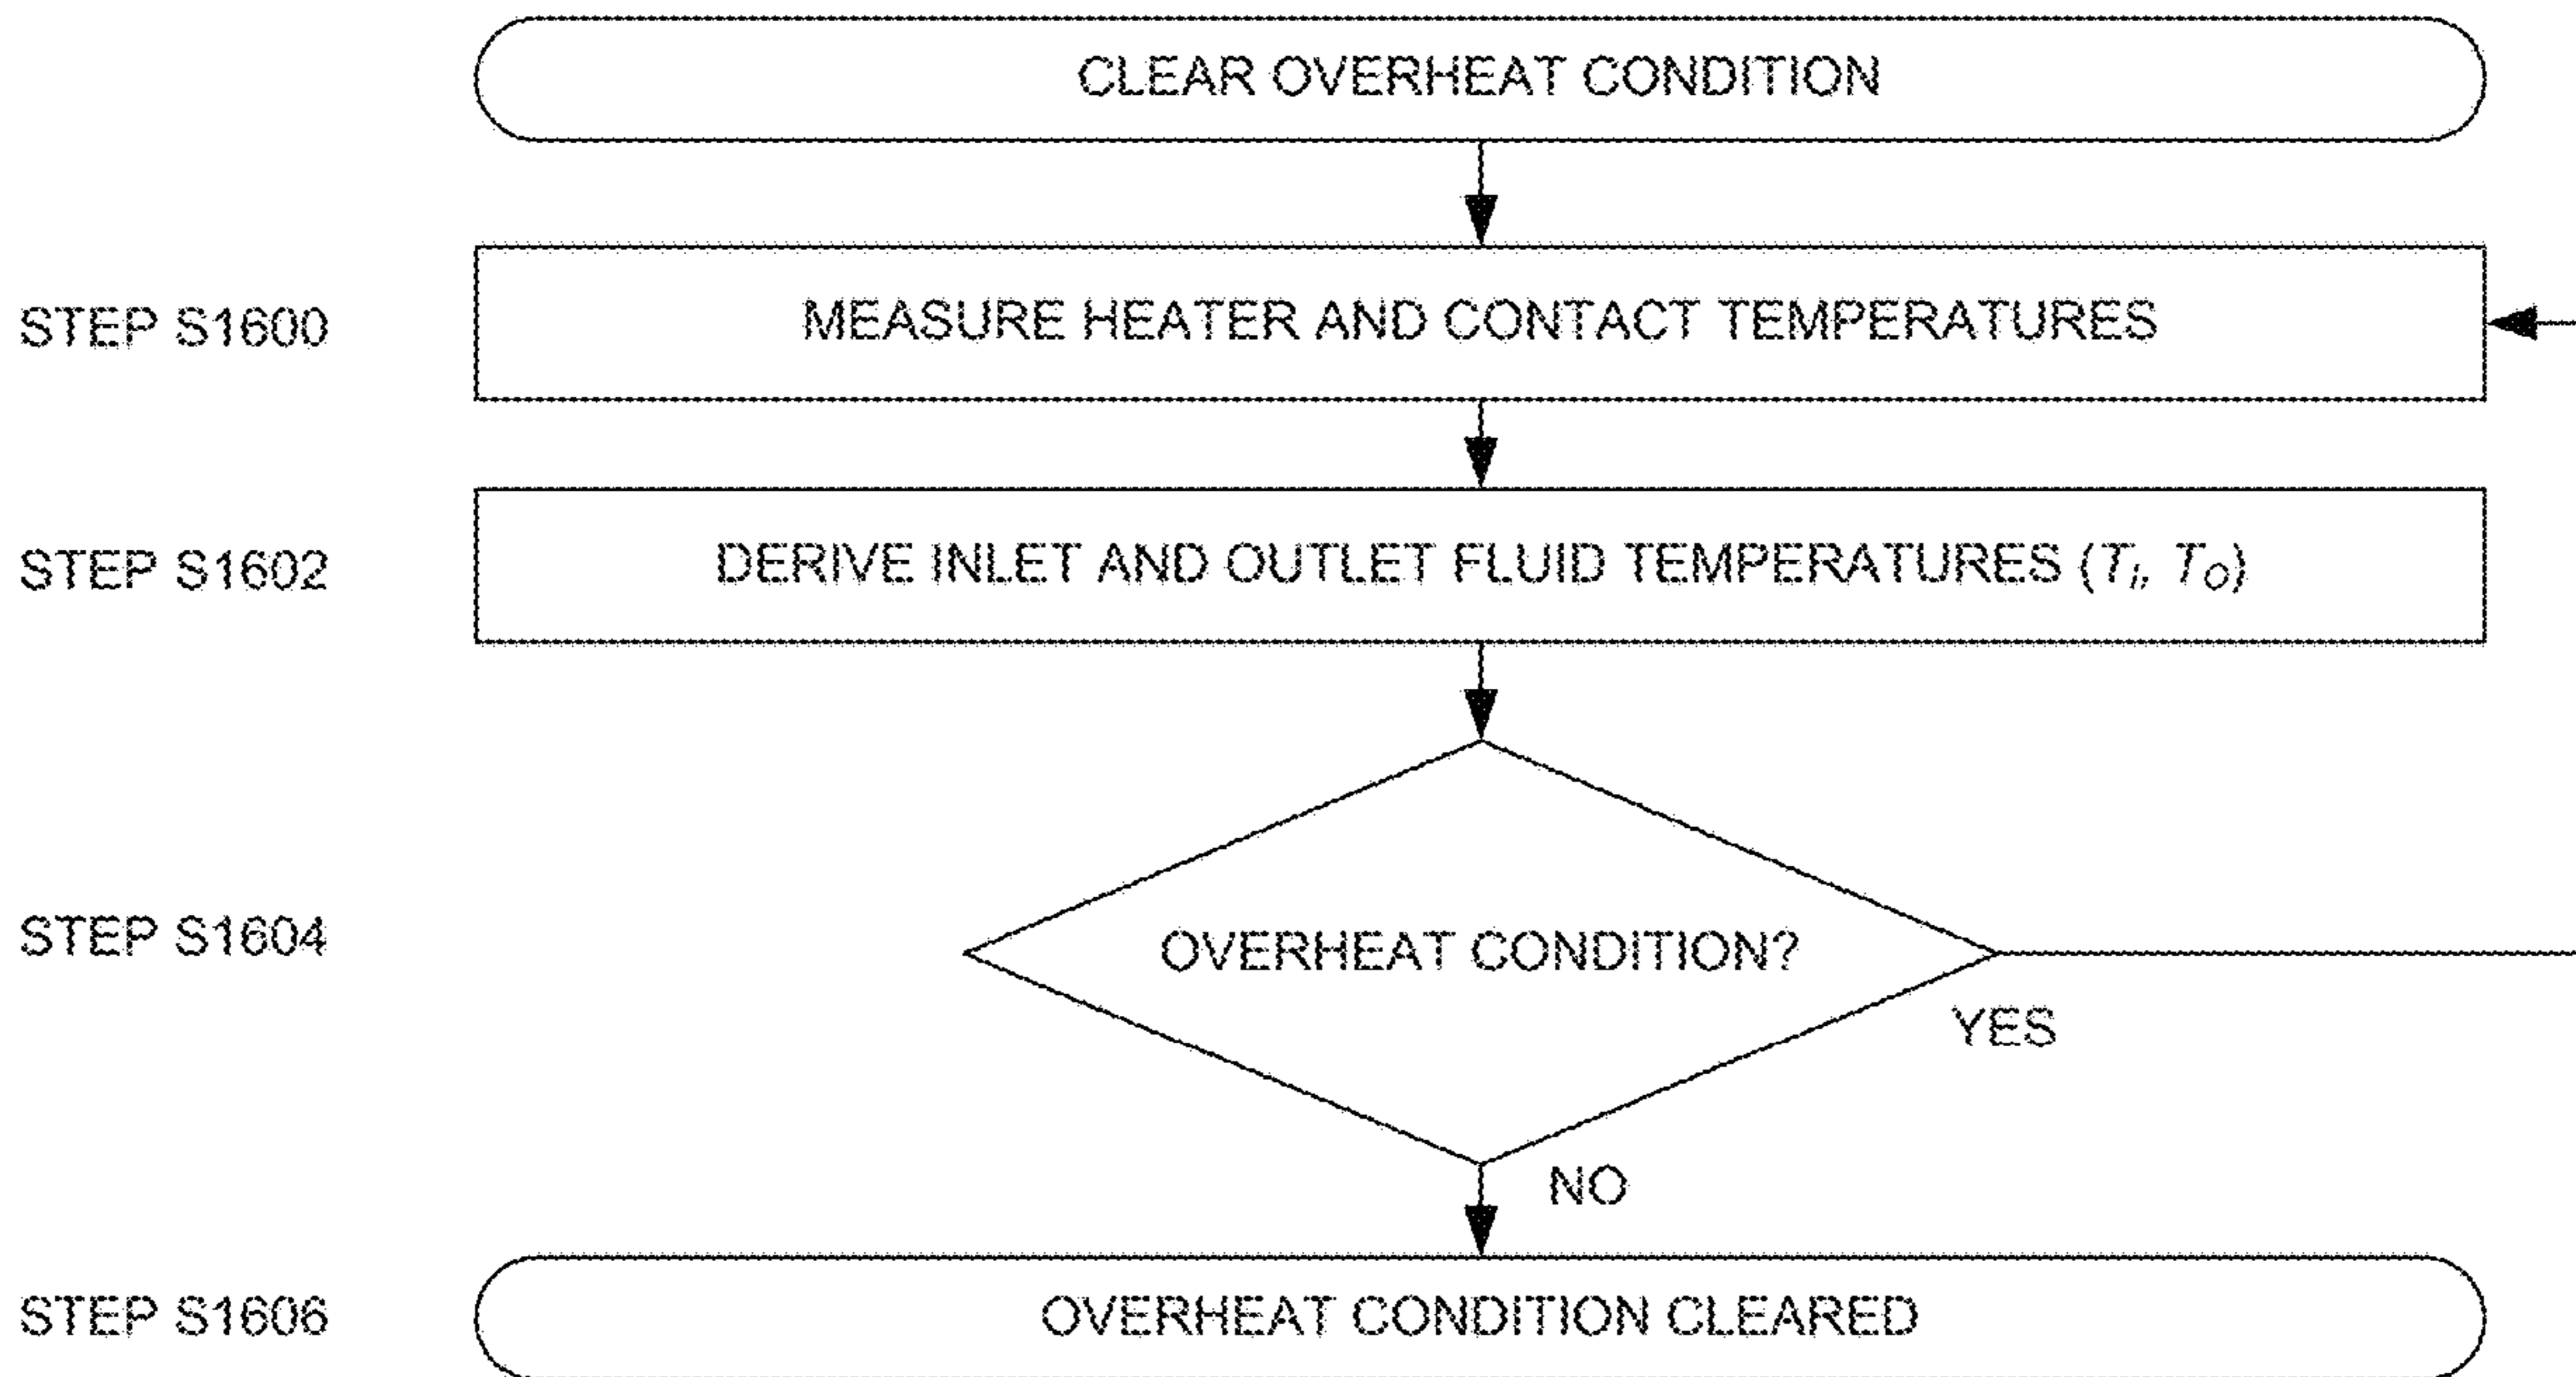 CLEAR OVERHEAT CONDITION
STEP S1600
MEASURE HEATER AND CONTACT TEMPERATURES
STEP S1602
DERIVE INLET AND OUTLET FLUID TEMPERATURES (Ti, TO)
STEP S1604
OVERHEAT CONDITION?
YES
NO
STEP S1606
OVERHEAT CONDITION CLEARED